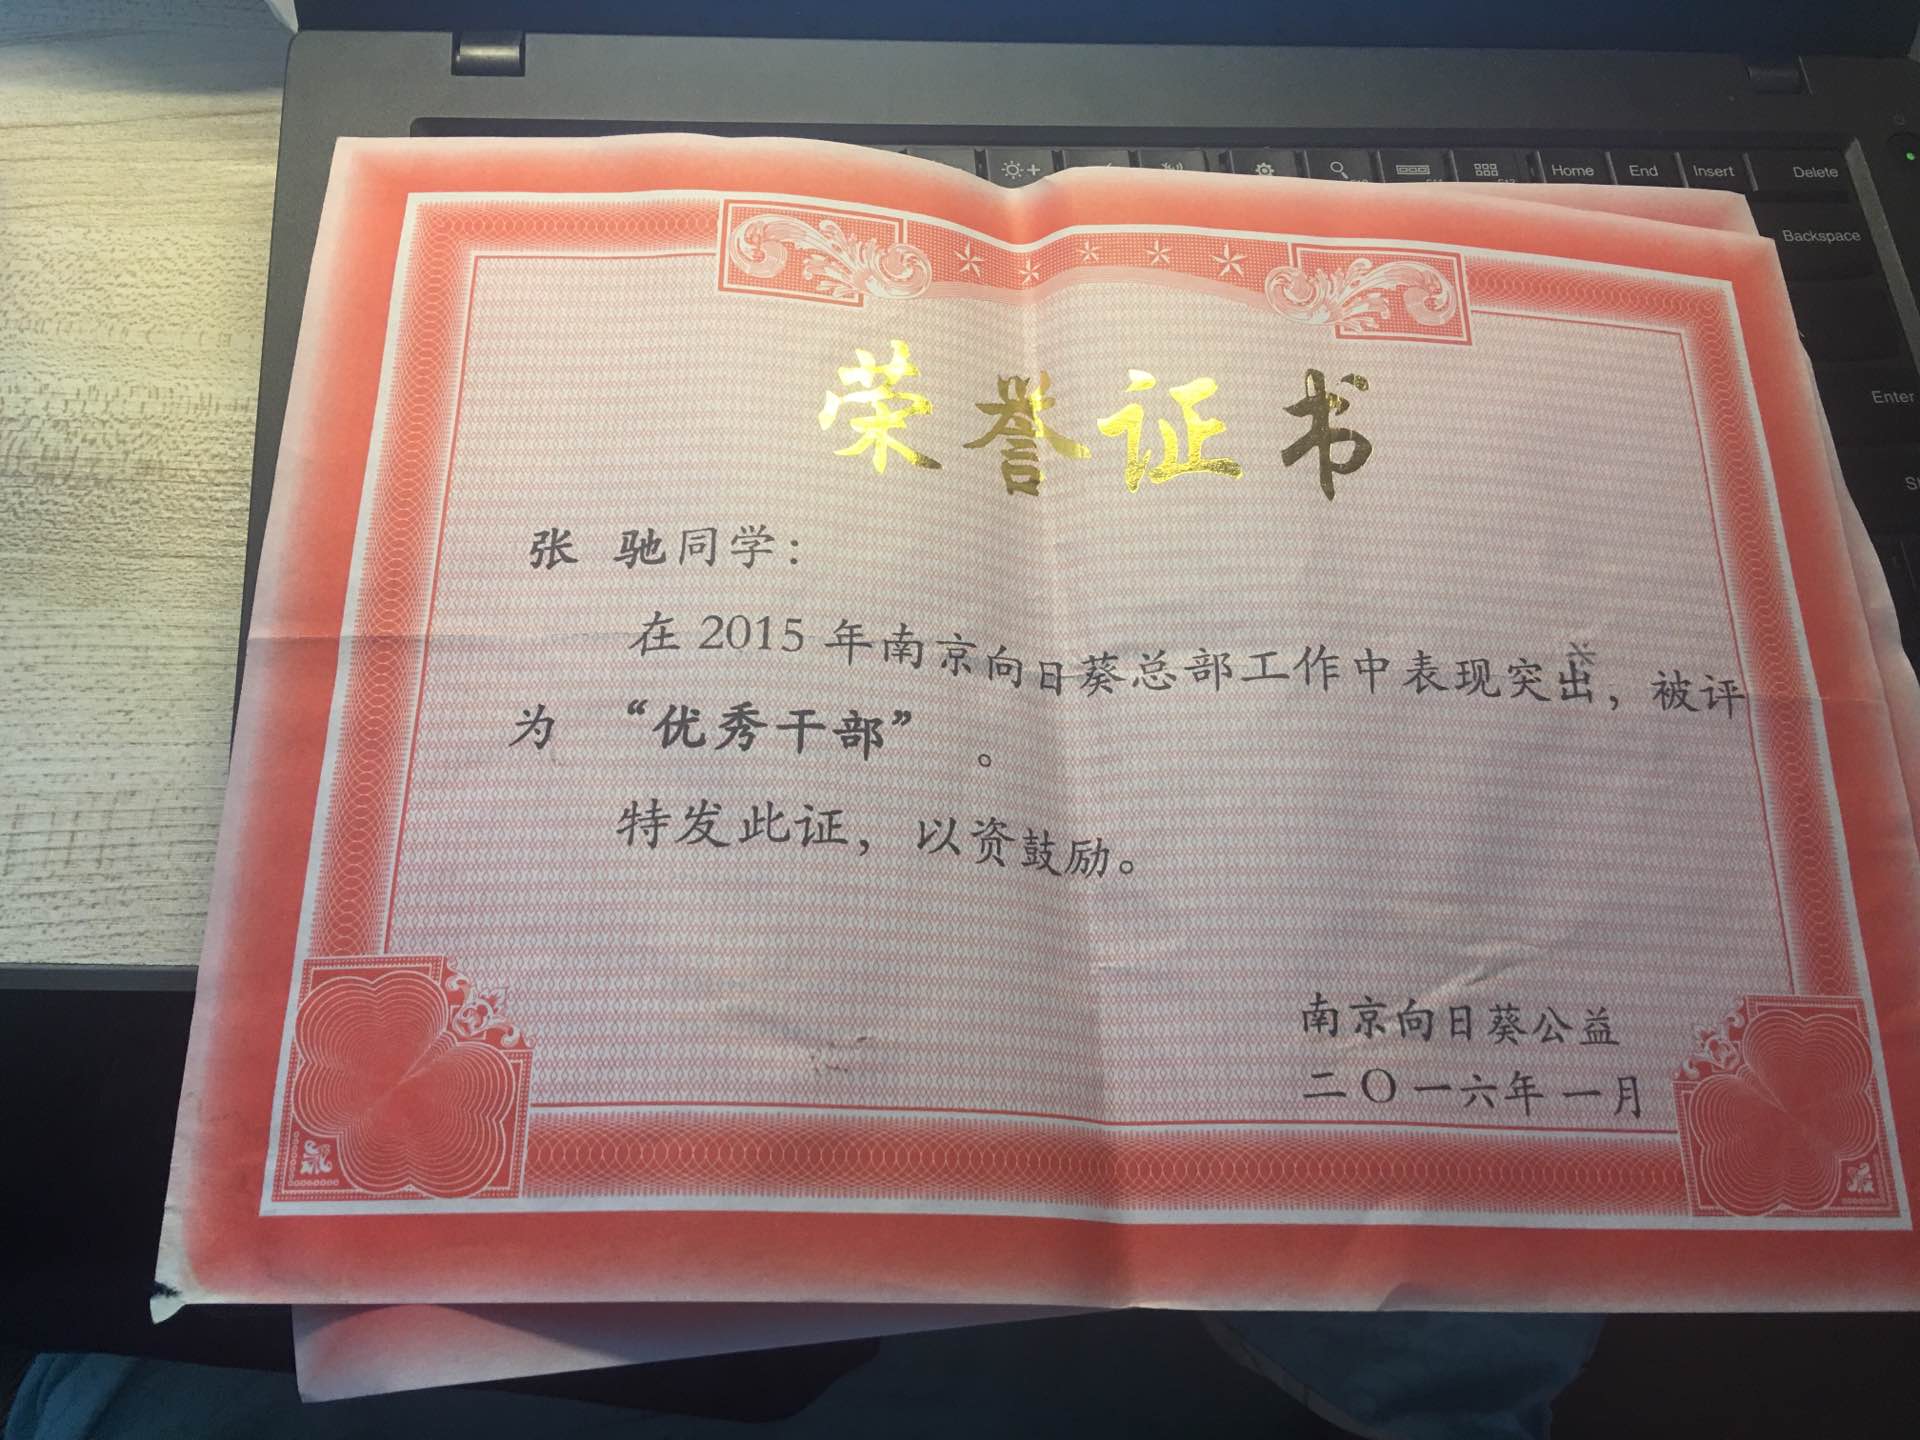 Home End Insert Delete
Backspace
Enter
荣誉证书
张 驰同学：
在 2015 年南京向日葵总部工作中表现突出，被评
为 “优秀干部” 。
特发此证，以资鼓励。
南京向日葵公益
二〇一六年 一月